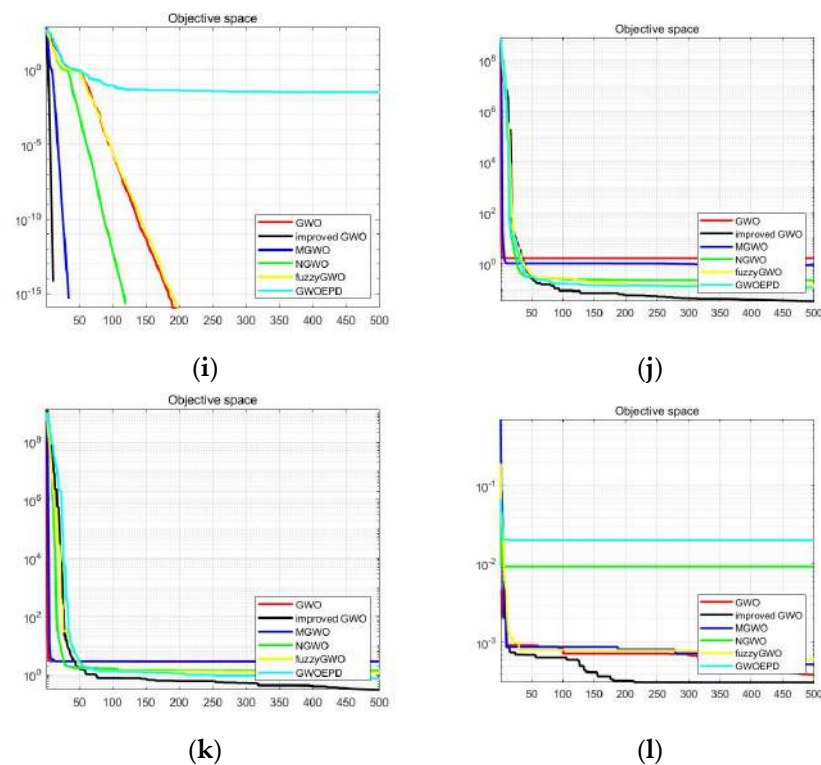 Objective space
10^0
10^-5
10^-10
10^-15
GWO
improved GWO
MGWO
NGWO
fuzzyGWO
GWOEPD
50 100 150 200 250 300 350 400 450 500
(i)
Objective space
10^8
10^6
10^4
10^2
10^0
GWO
improved GWO
MGWO
NGWO
fuzzyGWO
GWOEPD
50 100 150 200 250 300 350 400 450 500
(j)
Objective space
10^8
10^6
10^4
10^2
10^0
GWO
improved GWO
MGWO
NGWO
fuzzyGWO
GWOEPD
50 100 150 200 250 300 350 400 450 500
(k)
Objective space
10^-1
10^-2
10^-3
GWO
improved GWO
MGWO
NGWO
fuzzyGWO
GWOEPD
50 100 150 200 250 300 350 400 450 500
(l)